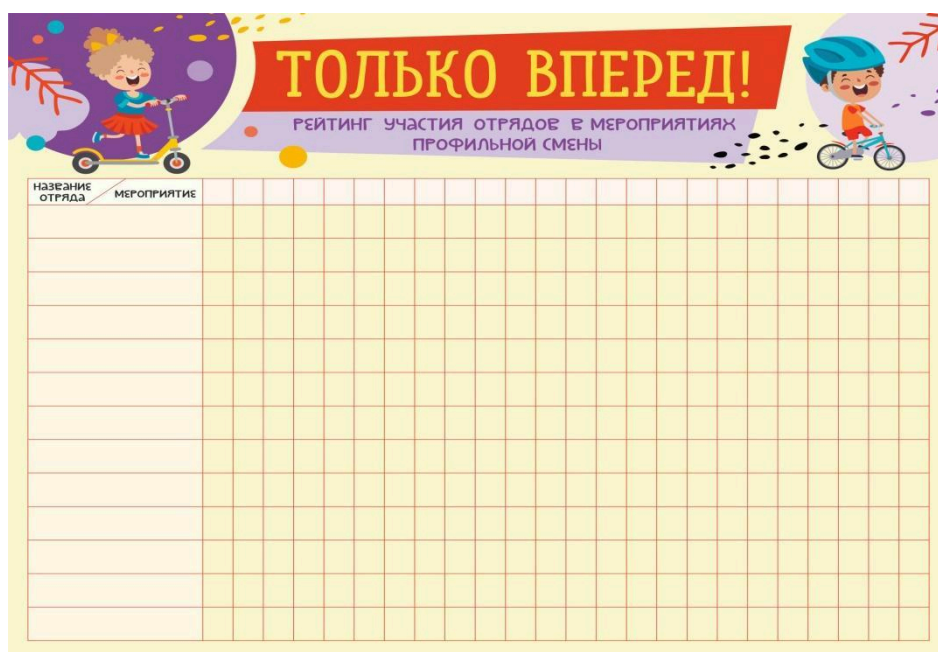 ТОЛЬКО ВПЕРЕД!
РЕЙТИНГ УЧАСТИЯ ОТРЯДОВ В МЕРОПРИЯТИЯХ
ПРОФИЛЬНОЙ СМЕНЫ
НАЗВАНИЕ
ОТРЯДА
МЕРОПРИЯТИЕ